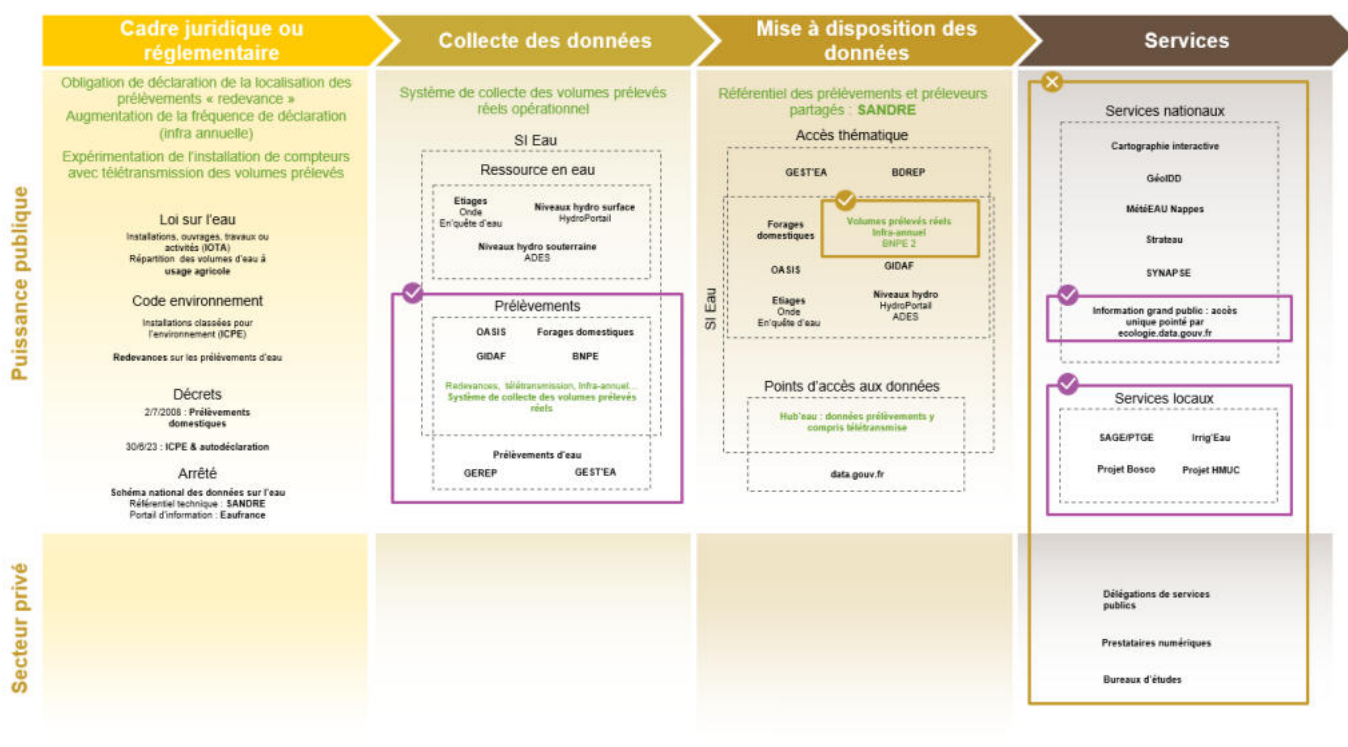 Cadre juridique ou
réglementaire
Collecte des données
Mise à disposition des
données
Services
Puissance publique
Obligation de déclaration de la localisation des
prélèvements « redevance »
Augmentation de la fréquence de déclaration
(infra annuelle)
Expérimentation de l'installation de compteurs
avec télétransmission des volumes prélevés
Loi sur l'eau
Installations, ouvrages, travaux ou
activités (IOTA)
Répartition des volumes d'eau à
usage agricole
Code environnement
Installations classées pour
l'environnement (ICPE)
Redevances sur les prélèvements d'eau
Décrets
2/7/2008 : Prélèvements
domestiques
30/6/23 : ICPE & autodéclaration
Arrêté
Schéma national des données sur l'eau
Référentiel technique : SANDRE
Portail d'information : Eaufrance
Système de collecte des volumes prélevés
réels opérationnel
SI Eau
Ressource en eau
Etiages
Onde
En'quête d'eau
Niveaux hydro surface
HydroPortail
Niveaux hydro souterraine
ADES
Prélèvements
OASIS Forages domestiques
GIDAF BNPE
Redevances, télétransmission, Infra-annuel...
Système de collecte des volumes prélevés
réels
Prélèvements d'eau
GEREP GEST'EA
Référentiel des prélèvements et préleveurs
partagés : SANDRE
Accès thématique
SI Eau
GEST'EA BDREP
Forages
domestiques
Volumes prélevés réels
Infra-annuel
BNPE 2
OASIS GIDAF
Etiages
Onde
En'quête d'eau
Niveaux hydro
HydroPortail
ADES
Points d'accès aux données
Hub'eau : données prélèvements y
compris télétransmise
data.gouv.fr
Services nationaux
Cartographie interactive
GéoIDD
MétéEAU Nappes
Strateau
SYNAPSE
Information grand public : accès
unique pointé par
ecologie.data.gouv.fr
Services locaux
SAGE/PTGE Irrig'Eau
Projet Bosco Projet HMUC
Secteur privé
Délégations de services
publics
Prestataires numériques
Bureaux d'études